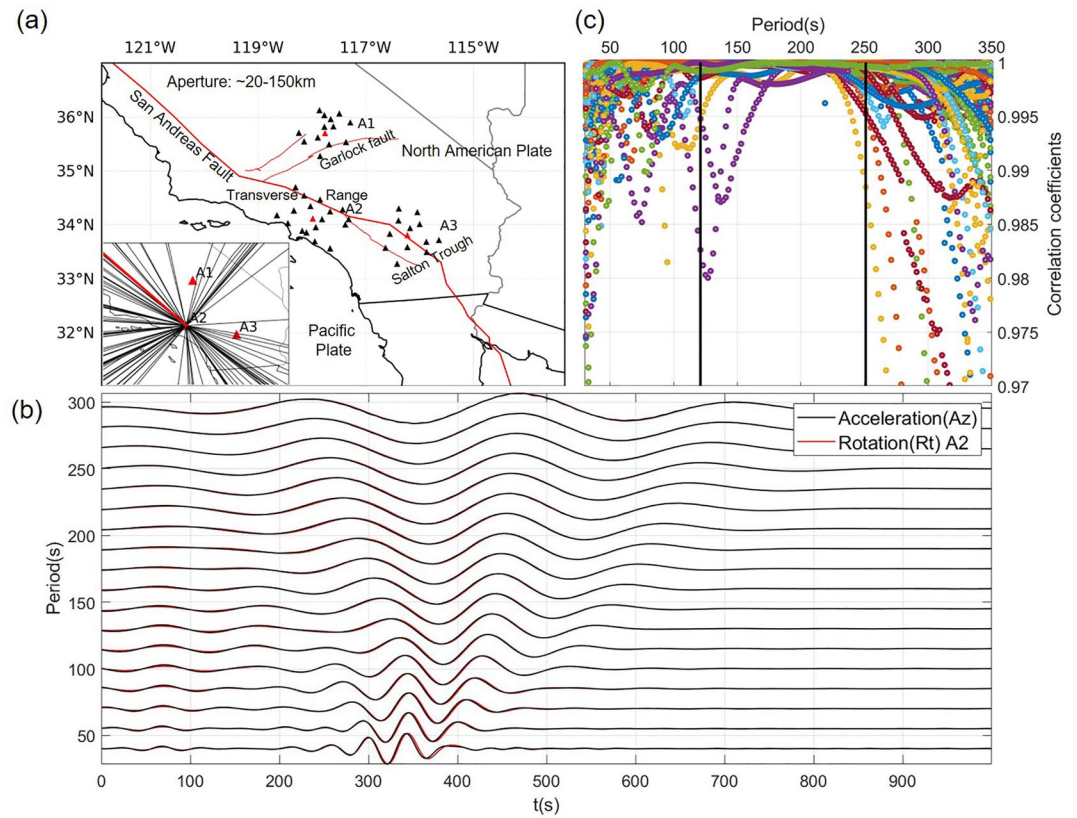 (a)
121°W 119°W 117°W 115°W
Aperture: ~20-150km
36°N
35°N
34°N
33°N
32°N
San Andreas Fault
A1
Garlock fault
North American Plate
Transverse Range
A2
A3
Salton Trough
Pacific
Plate
A1
A2
A3
(c)
Period(s)
50 100 150 200 250 300 350
1
0.995
0.99
0.985
0.98
0.975
0.97
Correlation coefficients
(b)
Acceleration(Az)
Rotation(Rt) A2
300
250
200
150
100
50
Period(s)
0 100 200 300 400 500 600 700 800 900
t(s)